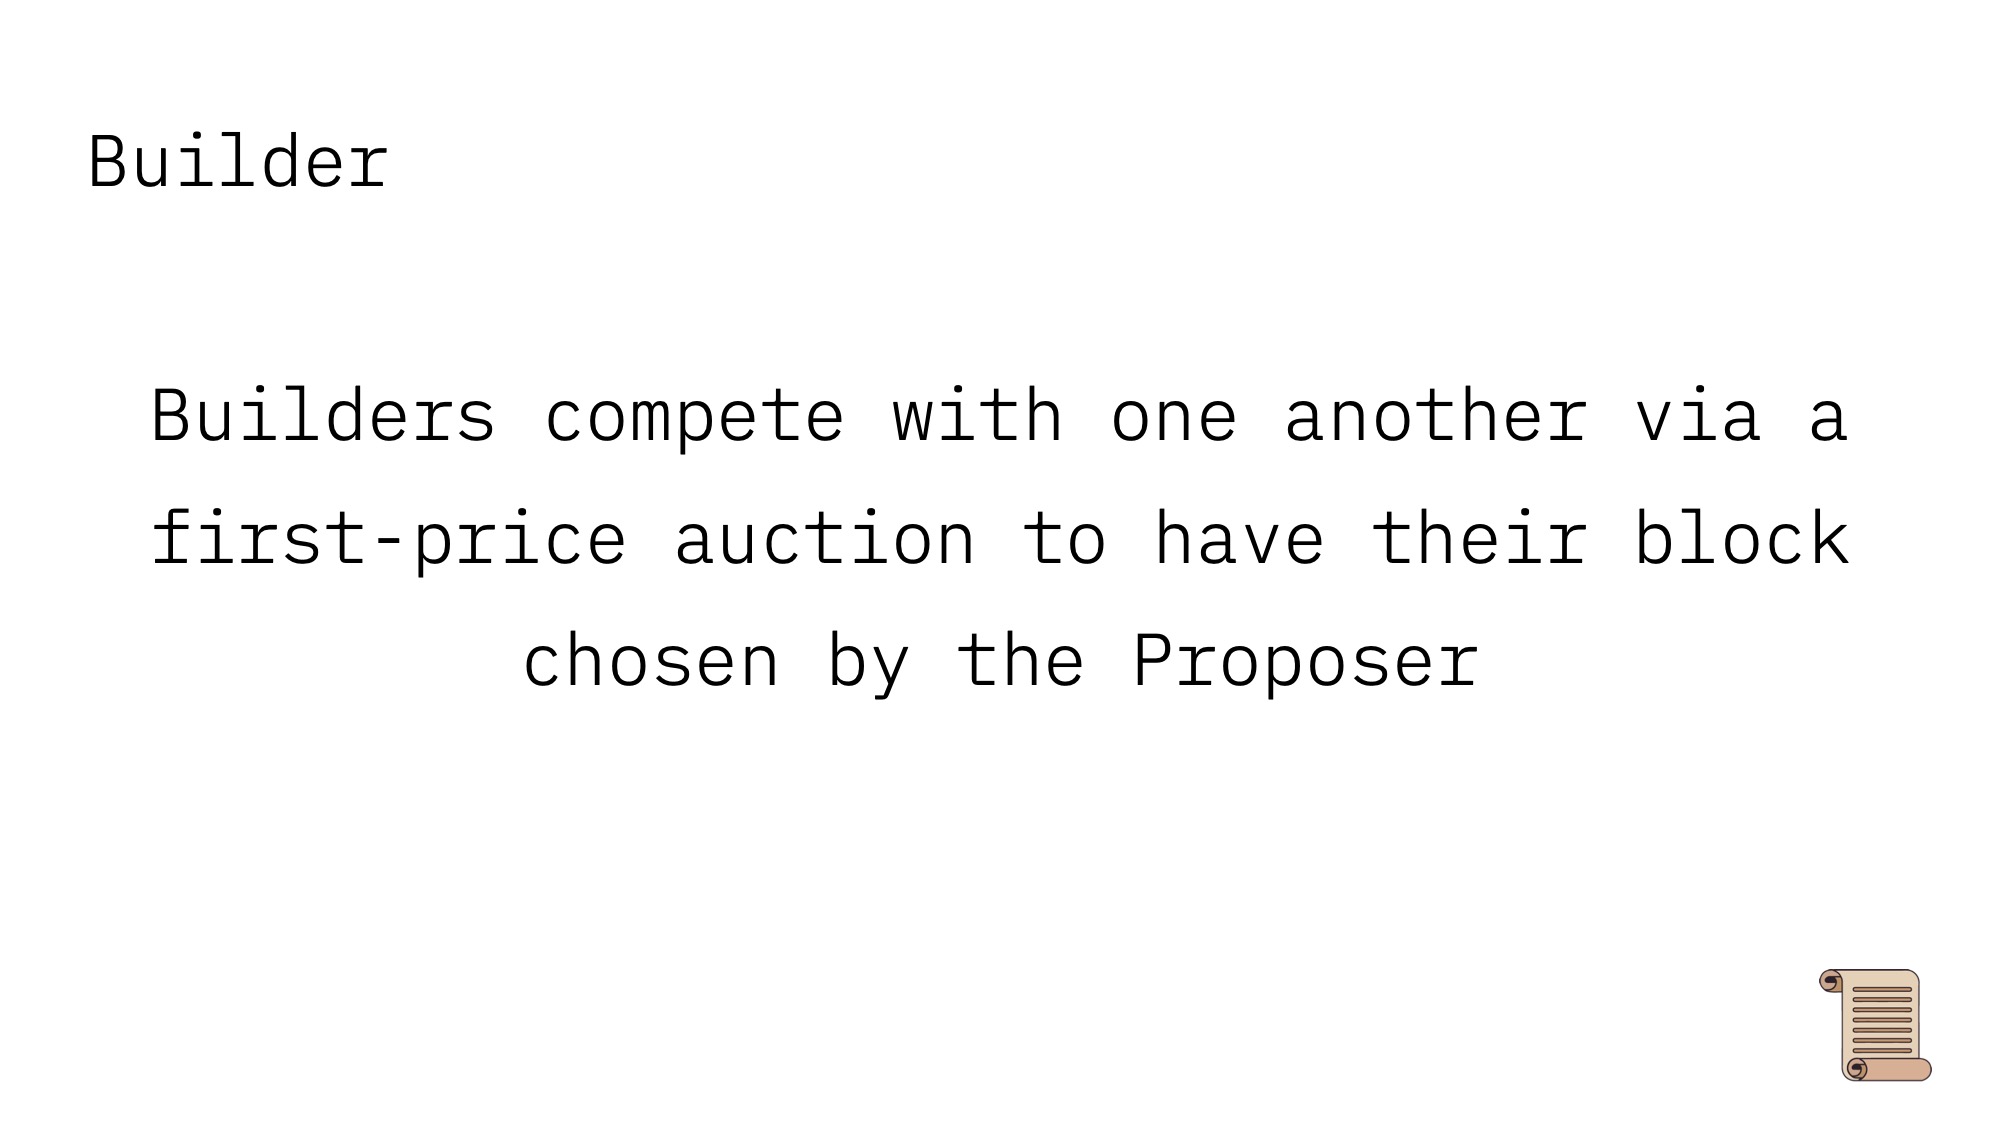 Builder
Builders compete with one another via a
first-price auction to have their block
chosen by the Proposer